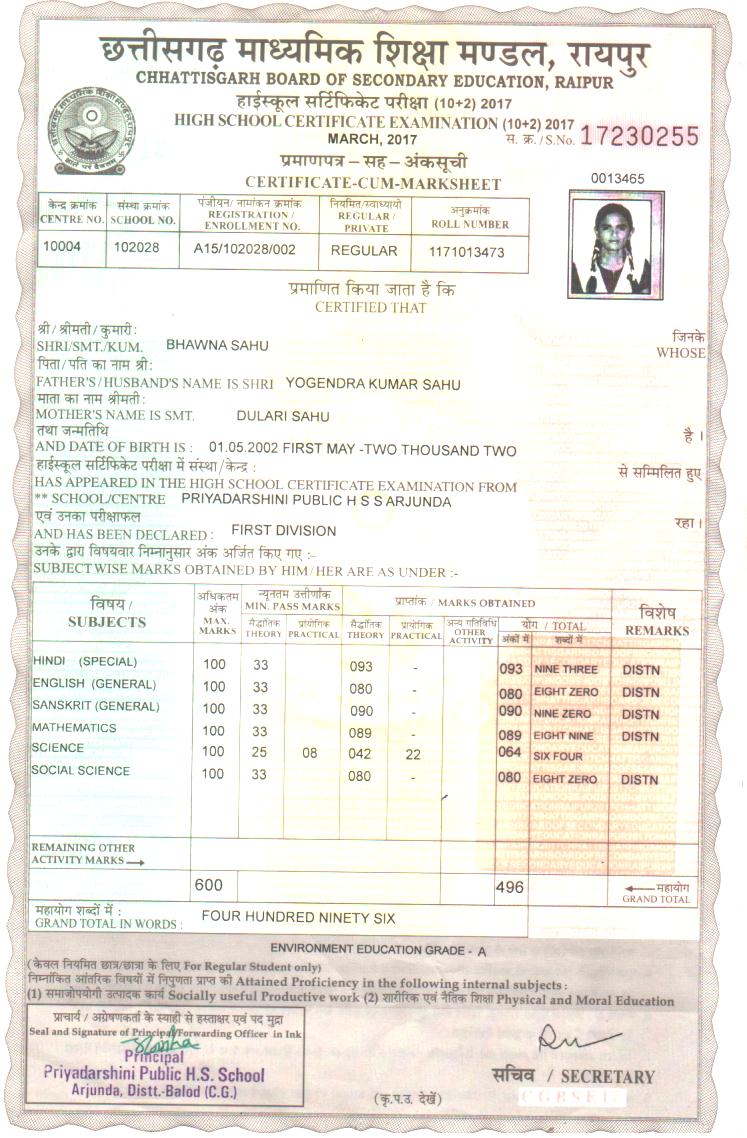 छत्तीसगढ़ माध्यमिक शिक्षा मण्डल, रायपुर
CHHATTISGARH BOARD OF SECONDARY EDUCATION, RAIPUR
हाईस्कूल सर्टिफिकेट परीक्षा (10+2) 2017
HIGH SCHOOL CERTIFICATE EXAMINATION (10+2) 2017
MARCH, 2017
स. क्र. / S.No. 17230255
प्रमाणपत्र – सह – अंकसूची
CERTIFICATE-CUM-MARKSHEET
0013465
केन्द्र क्रमांक संस्था क्रमांक पंजीयन/ नामांकन क्रमांक नियमित/स्वाध्यायी अनुक्रमांक
CENTRE NO. SCHOOL NO. REGISTRATION / ENROLLMENT NO. REGULAR / PRIVATE ROLL NUMBER
10004 102028 A15/102028/002 REGULAR 1171013473
प्रमाणित किया जाता है कि
CERTIFIED THAT
श्री/श्रीमती/कुमारी: जिनके
SHRI/SMT./KUM. BHAWNA SAHU WHOSE
पिता/पति का नाम श्री:
FATHER'S/HUSBAND'S NAME IS SHRI YOGENDRA KUMAR SAHU
माता का नाम श्रीमती:
MOTHER'S NAME IS SMT. DULARI SAHU
तथा जन्मतिथि है ।
AND DATE OF BIRTH IS : 01.05.2002 FIRST MAY -TWO THOUSAND TWO
हाईस्कूल सर्टिफिकेट परीक्षा में संस्था/केन्द्र : से सम्मिलित हुए
HAS APPEARED IN THE HIGH SCHOOL CERTIFICATE EXAMINATION FROM
** SCHOOL/CENTRE PRIYADARSHINI PUBLIC H S S ARJUNDA
एवं उनका परीक्षाफल रहा ।
AND HAS BEEN DECLARED : FIRST DIVISION
उनके द्वारा विषयवार निम्नानुसार अंक अर्जित किए गए :–
SUBJECT WISE MARKS OBTAINED BY HIM/HER ARE AS UNDER :-
विषय / अधिकतम अंक न्यूनतम उत्तीर्णांक प्राप्तांक / MARKS OBTAINED विशेष
SUBJECTS MAX. MARKS MIN. PASS MARKS REMARKS
सैद्धांतिक प्रायोगिक सैद्धांतिक प्रायोगिक अन्य गतिविधि योग / TOTAL
THEORY PRACTICAL THEORY PRACTICAL OTHER ACTIVITY अंकों में शब्दों में
HINDI (SPECIAL) 100 33 093 - 093 NINE THREE DISTN
ENGLISH (GENERAL) 100 33 080 - 080 EIGHT ZERO DISTN
SANSKRIT (GENERAL) 100 33 090 - 090 NINE ZERO DISTN
MATHEMATICS 100 33 089 - 089 EIGHT NINE DISTN
SCIENCE 100 25 08 042 22 064 SIX FOUR
SOCIAL SCIENCE 100 33 080 - 080 EIGHT ZERO DISTN
REMAINING OTHER
ACTIVITY MARKS →
600 496 ← महायोग
GRAND TOTAL
महायोग शब्दों में :
GRAND TOTAL IN WORDS : FOUR HUNDRED NINETY SIX
ENVIRONMENT EDUCATION GRADE - A
(केवल नियमित छात्र/छात्रा के लिए For Regular Student only)
निम्नांकित आंतरिक विषयों में निपुणता प्राप्त की Attained Proficiency in the following internal subjects :
(1) समाजोपयोगी उत्पादक कार्य Socially useful Productive work (2) शारीरिक एवं नैतिक शिक्षा Physical and Moral Education
प्राचार्य / अग्रेषणकर्ता के स्याही से हस्ताक्षर एवं पद मुद्रा
Seal and Signature of Principal/Forwarding Officer in Ink
Principal
Priyadarshini Public H.S. School
Arjunda, Distt.-Balod (C.G.)
सचिव / SECRETARY
CGBSE17
(कृ.प.उ. देखें)